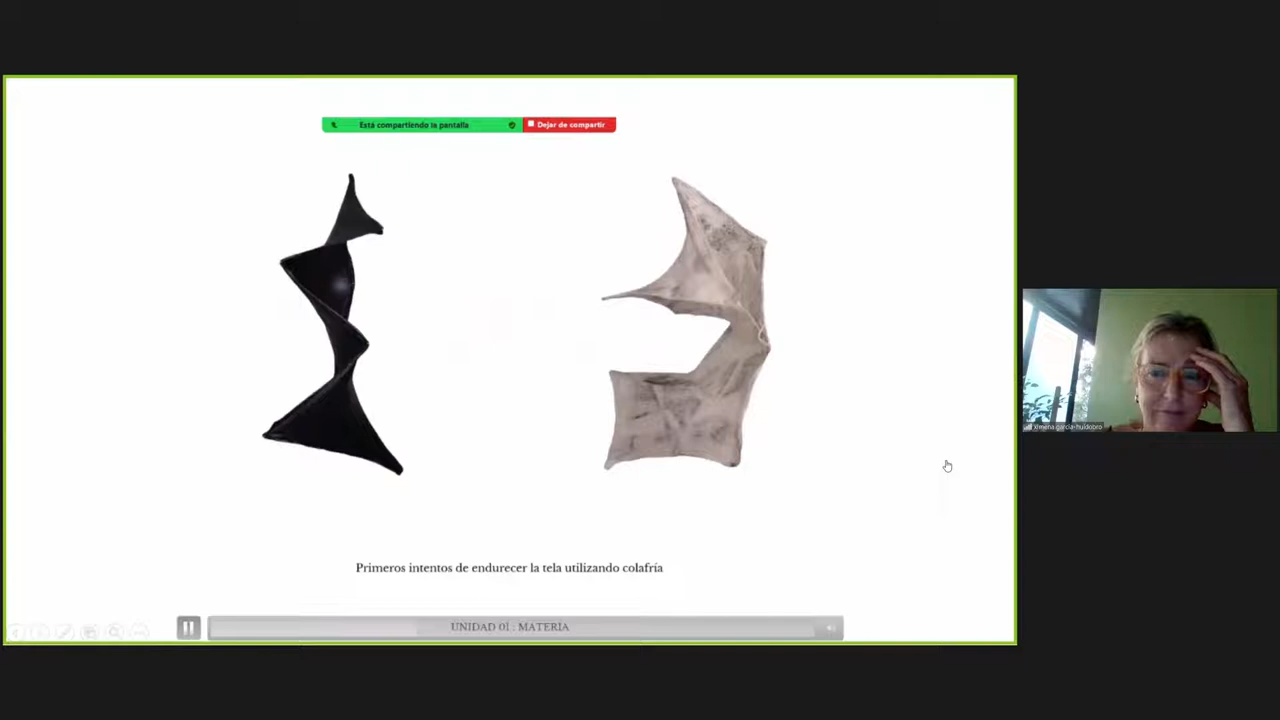 Está compartiendo la pantalla
Dejar de compartir
Primeros intentos de endurecer la tela utilizando colafría
UNIDAD 01 : MATERIA